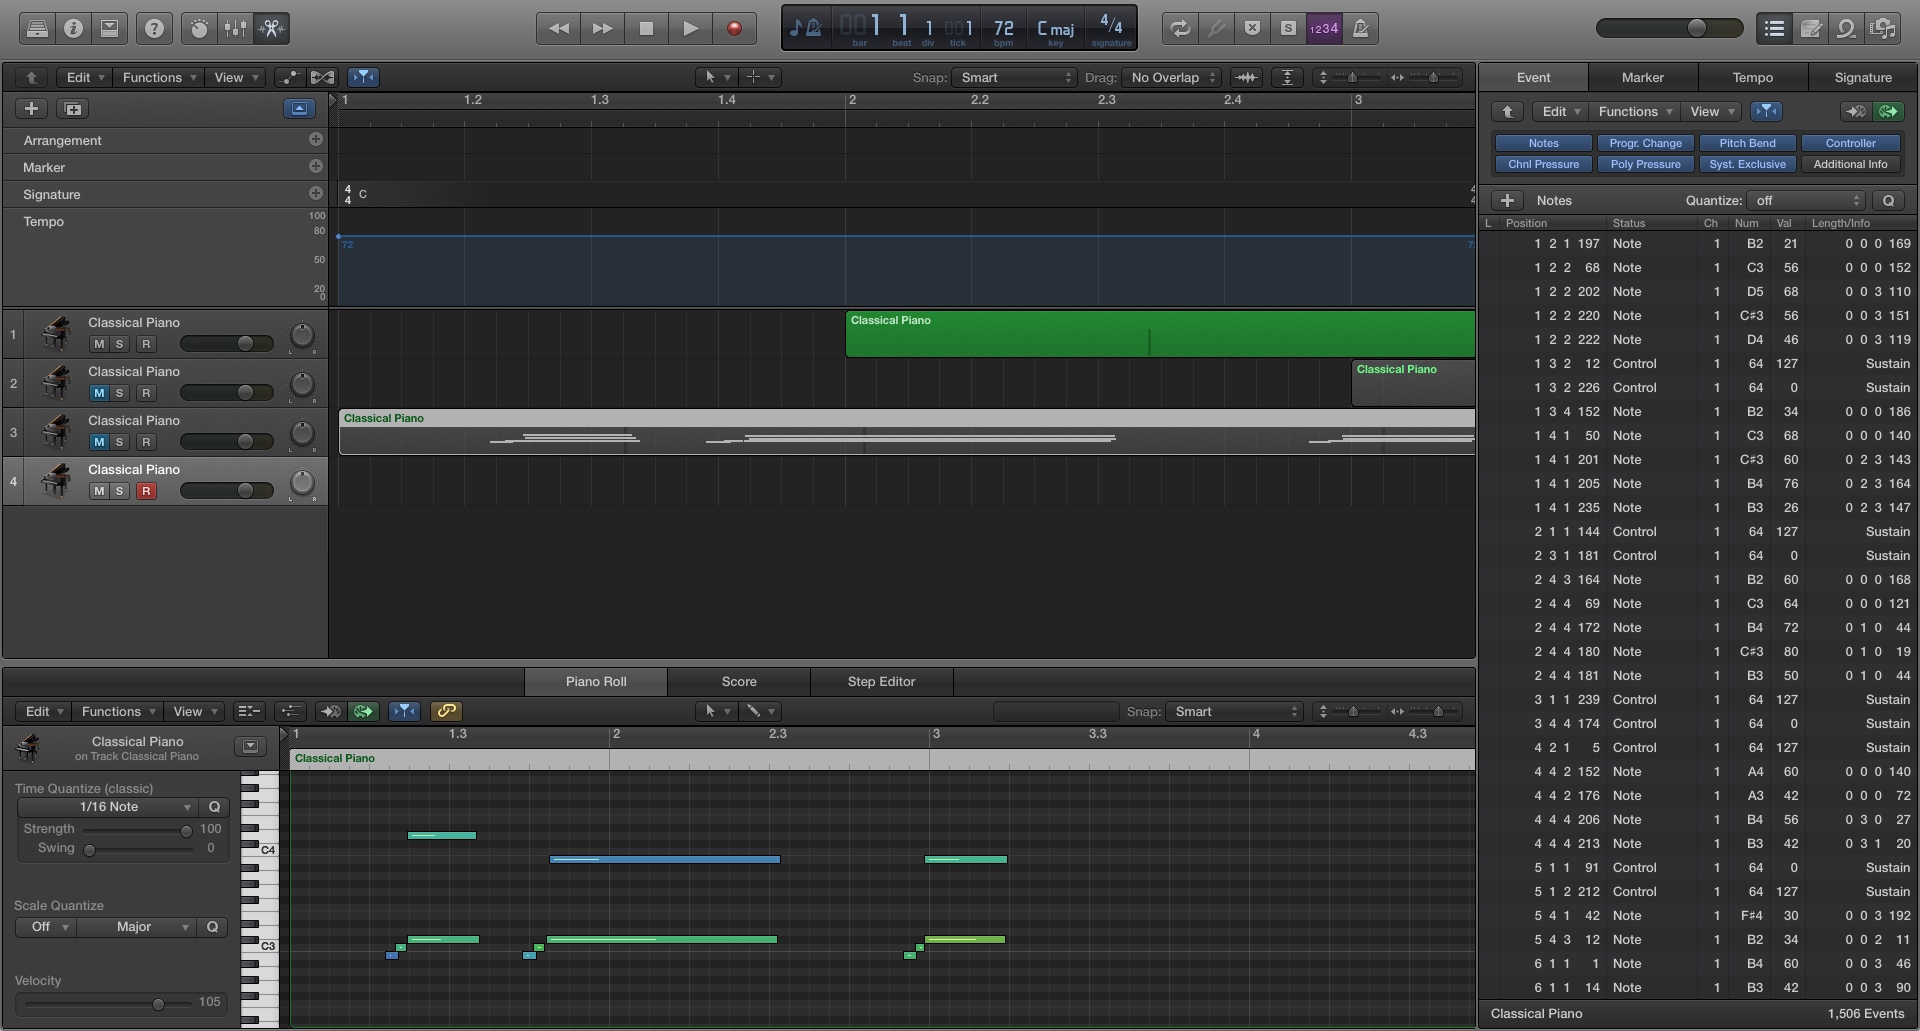 1 1 1 001 72 C maj 4/4
bar beat div tick bpm key signature
S 1234
Edit Functions View Snap: Smart Drag: No Overlap
1 1.2 1.3 1.4 2 2.2 2.3 2.4 3
Arrangement
Marker
Signature 4/4 C 4
Tempo 100
80
72
50
20
0
1 Classical Piano
M S R L R
Classical Piano
2 Classical Piano
M S R L R
Classical Piano
3 Classical Piano
M S R L R
Classical Piano
4 Classical Piano
M S R L R
Piano Roll Score Step Editor
Edit Functions View Snap: Smart
1 1.3 2 2.3 3 3.3 4 4.3
Classical Piano
on Track Classical Piano
Classical Piano
Time Quantize (classic)
1/16 Note Q
Strength 100
Swing 0
C4
Scale Quantize
Off Major Q
C3
Velocity
105
Event Marker Tempo Signature
Edit Functions View
Notes Progr. Change Pitch Bend Controller
Chnl Pressure Poly Pressure Syst. Exclusive Additional Info
Notes Quantize: off Q
L Position Status Ch Num Val Length/Info
1 2 1 197 Note 1 B2 21 0 0 0 169
1 2 2 68 Note 1 C3 56 0 0 0 152
1 2 2 202 Note 1 D5 68 0 0 3 110
1 2 2 220 Note 1 C♯3 56 0 0 3 151
1 2 2 222 Note 1 D4 46 0 0 3 119
1 3 2 12 Control 1 64 127 Sustain
1 3 2 226 Control 1 64 0 Sustain
1 3 4 152 Note 1 B2 34 0 0 0 186
1 4 1 50 Note 1 C3 68 0 0 0 140
1 4 1 201 Note 1 C♯3 60 0 2 3 143
1 4 1 205 Note 1 B4 76 0 2 3 164
1 4 1 235 Note 1 B3 26 0 2 3 147
2 1 1 144 Control 1 64 127 Sustain
2 3 1 181 Control 1 64 0 Sustain
2 4 3 164 Note 1 B2 60 0 0 0 168
2 4 4 69 Note 1 C3 64 0 0 0 121
2 4 4 172 Note 1 B4 72 0 1 0 44
2 4 4 180 Note 1 C♯3 80 0 1 0 19
2 4 4 181 Note 1 B3 50 0 1 0 44
3 1 1 239 Control 1 64 127 Sustain
3 4 4 174 Control 1 64 0 Sustain
4 2 1 5 Control 1 64 127 Sustain
4 4 2 152 Note 1 A4 60 0 0 0 140
4 4 2 176 Note 1 A3 42 0 0 0 72
4 4 4 206 Note 1 B4 56 0 3 0 27
4 4 4 213 Note 1 B3 42 0 3 1 20
5 1 1 91 Control 1 64 0 Sustain
5 1 2 212 Control 1 64 127 Sustain
5 4 1 42 Note 1 F♯4 30 0 0 3 192
5 4 3 12 Note 1 B2 34 0 0 2 11
6 1 1 1 Note 1 B4 60 0 0 3 46
6 1 1 14 Note 1 B3 42 0 0 3 90
Classical Piano 1,506 Events